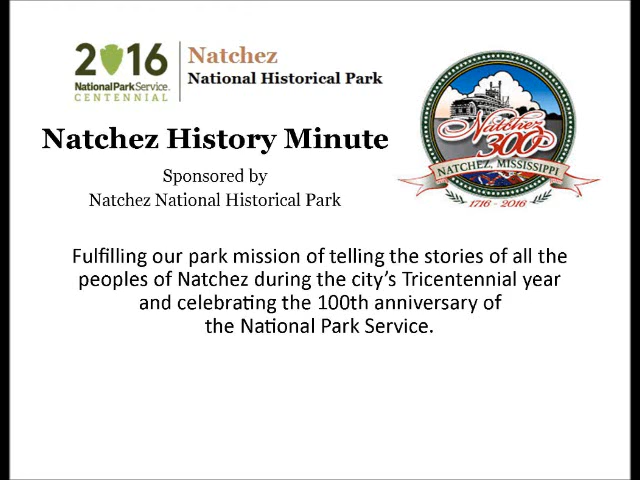 2016
National Park Service.
CENTENNIAL
Natchez
National Historical Park
Natchez
300
NATCHEZ, MISSISSIPPI
1716 - 2016
Natchez History Minute
Sponsored by
Natchez National Historical Park
Fulfilling our park mission of telling the stories of all the
peoples of Natchez during the city's Tricentennial year
and celebrating the 100th anniversary of
the National Park Service.